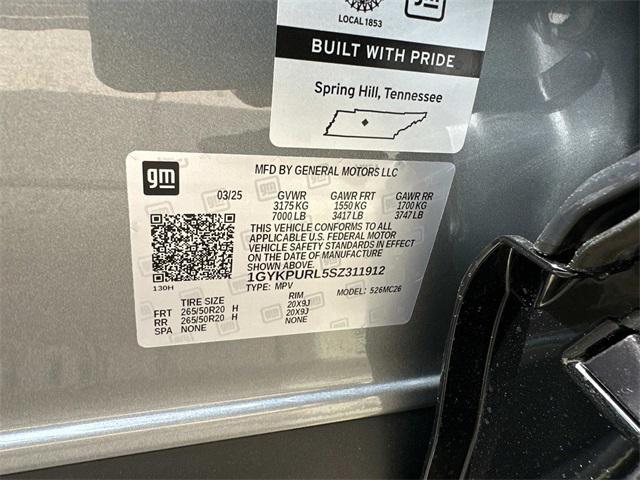 LOCAL 1853
gm
BUILT WITH PRIDE
Spring Hill, Tennessee
gm
MFD BY GENERAL MOTORS LLC
03/25 GVWR GAWR FRT GAWR RR
3175 KG 1550 KG 1700 KG
7000 LB 3417 LB 3747 LB
THIS VEHICLE CONFORMS TO ALL
APPLICABLE U.S. FEDERAL MOTOR
VEHICLE SAFETY STANDARDS IN EFFECT
ON THE DATE OF MANUFACTURE
SHOWN ABOVE.
1GYKPURL5SZ311912
130H
TYPE: MPV MODEL: 526MC26
TIRE SIZE RIM
FRT 265/50R20 H 20X9J
RR 265/50R20 H 20X9J
SPA NONE NONE